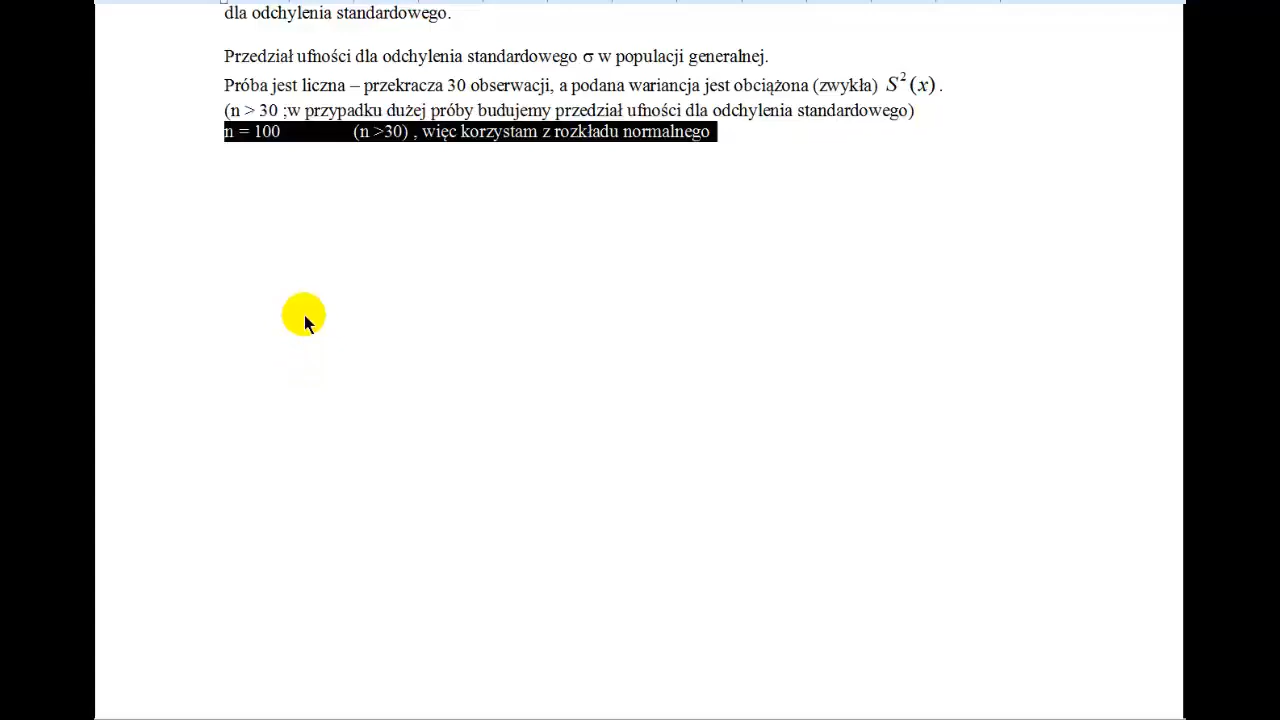 dla odchylenia standardowego.
Przedział ufności dla odchylenia standardowego σ w populacji generalnej.
Próba jest liczna – przekracza 30 obserwacji, a podana wariancja jest obciążona (zwykła) S²(x).
(n > 30 ;w przypadku dużej próby budujemy przedział ufności dla odchylenia standardowego)
n = 100 (n >30) , więc korzystam z rozkładu normalnego